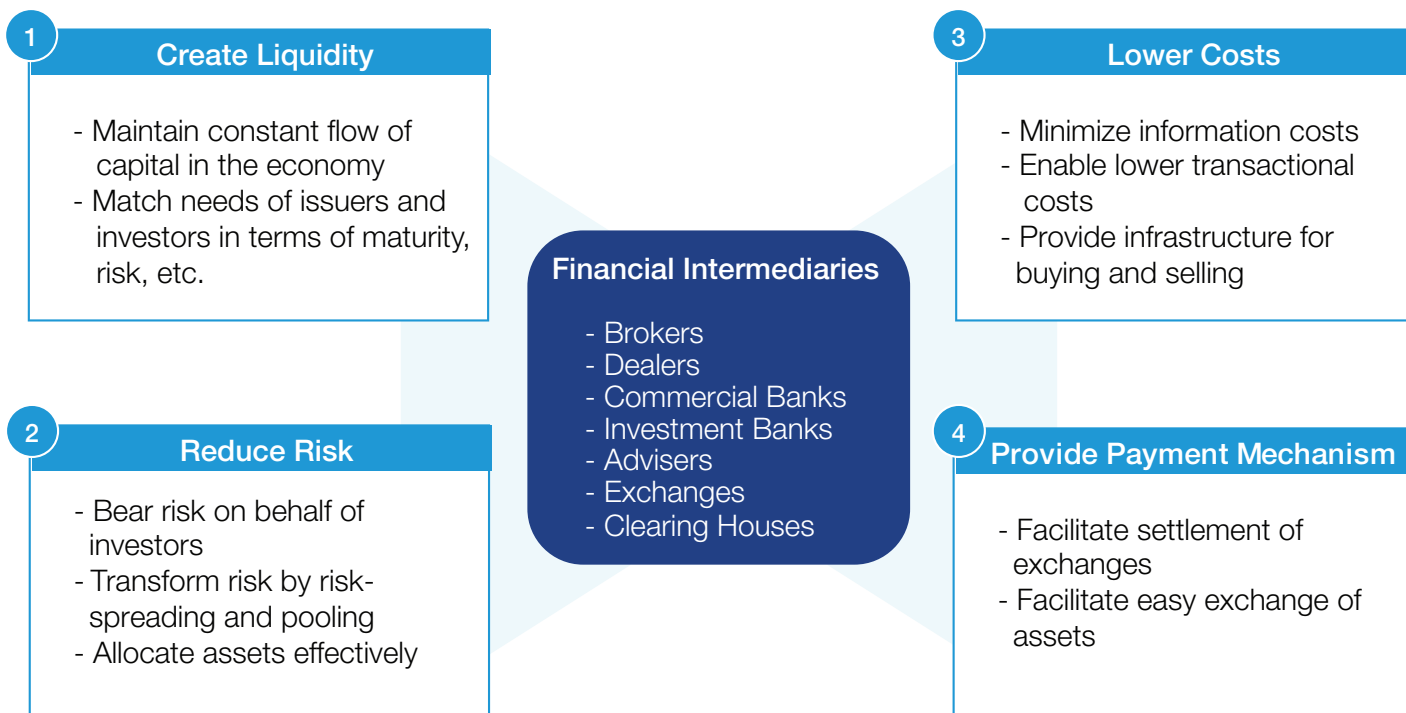 1
Create Liquidity
- Maintain constant flow of
capital in the economy
- Match needs of issuers and
investors in terms of maturity,
risk, etc.
2
Reduce Risk
- Bear risk on behalf of
investors
- Transform risk by risk-
spreading and pooling
- Allocate assets effectively
Financial Intermediaries
- Brokers
- Dealers
- Commercial Banks
- Investment Banks
- Advisers
- Exchanges
- Clearing Houses
3
Lower Costs
- Minimize information costs
- Enable lower transactional
costs
- Provide infrastructure for
buying and selling
4
Provide Payment Mechanism
- Facilitate settlement of
exchanges
- Facilitate easy exchange of
assets